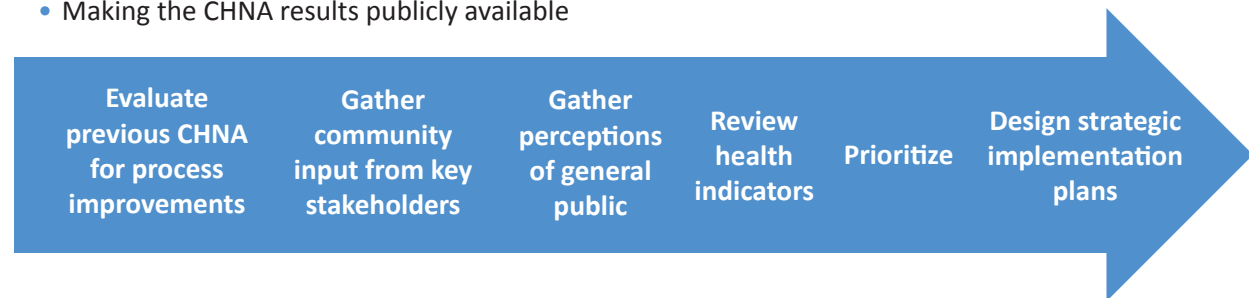 • Making the CHNA results publicly available
Evaluate
previous CHNA
for process
improvements
Gather
community
input from key
stakeholders
Gather
perceptions
of general
public
Review
health
indicators
Prioritize
Design strategic
implementation
plans